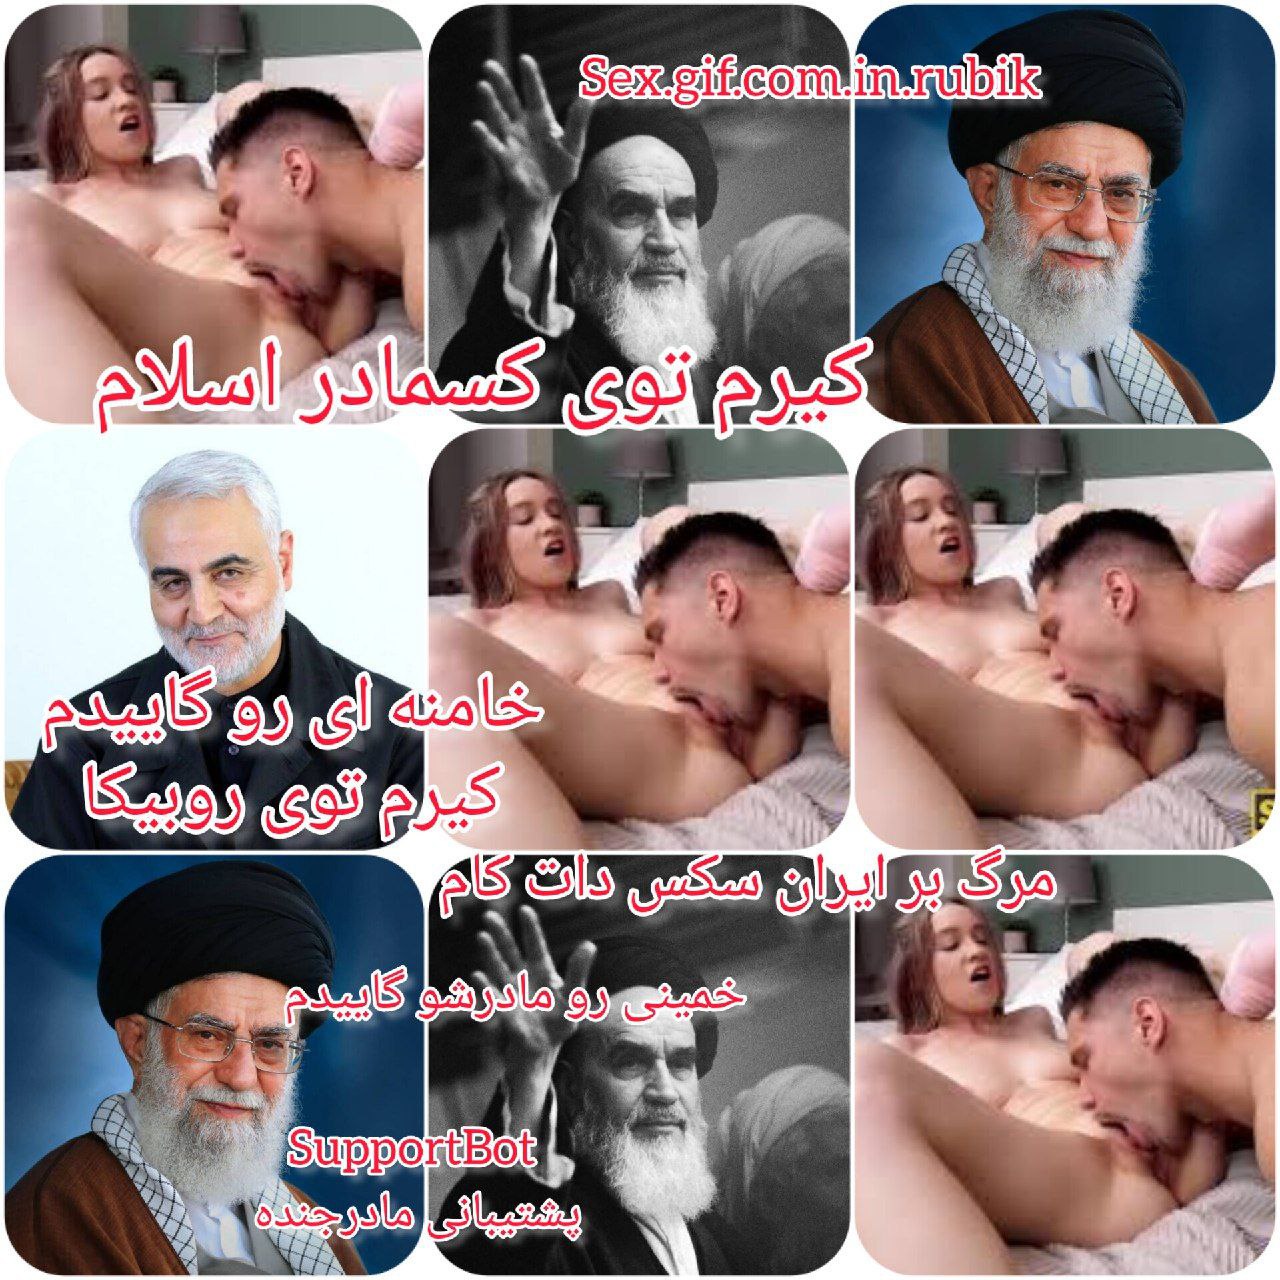 Sex.gif.com.in.rubik
کیرم توی کسمادر اسلام
خامنه ای رو گاییدم
کیرم توی روبیکا
مرگ بر ایران سکس دات کام
خمینی رو مادرشو گاییدم
SupportBot
پشتیبانی مادرجنده